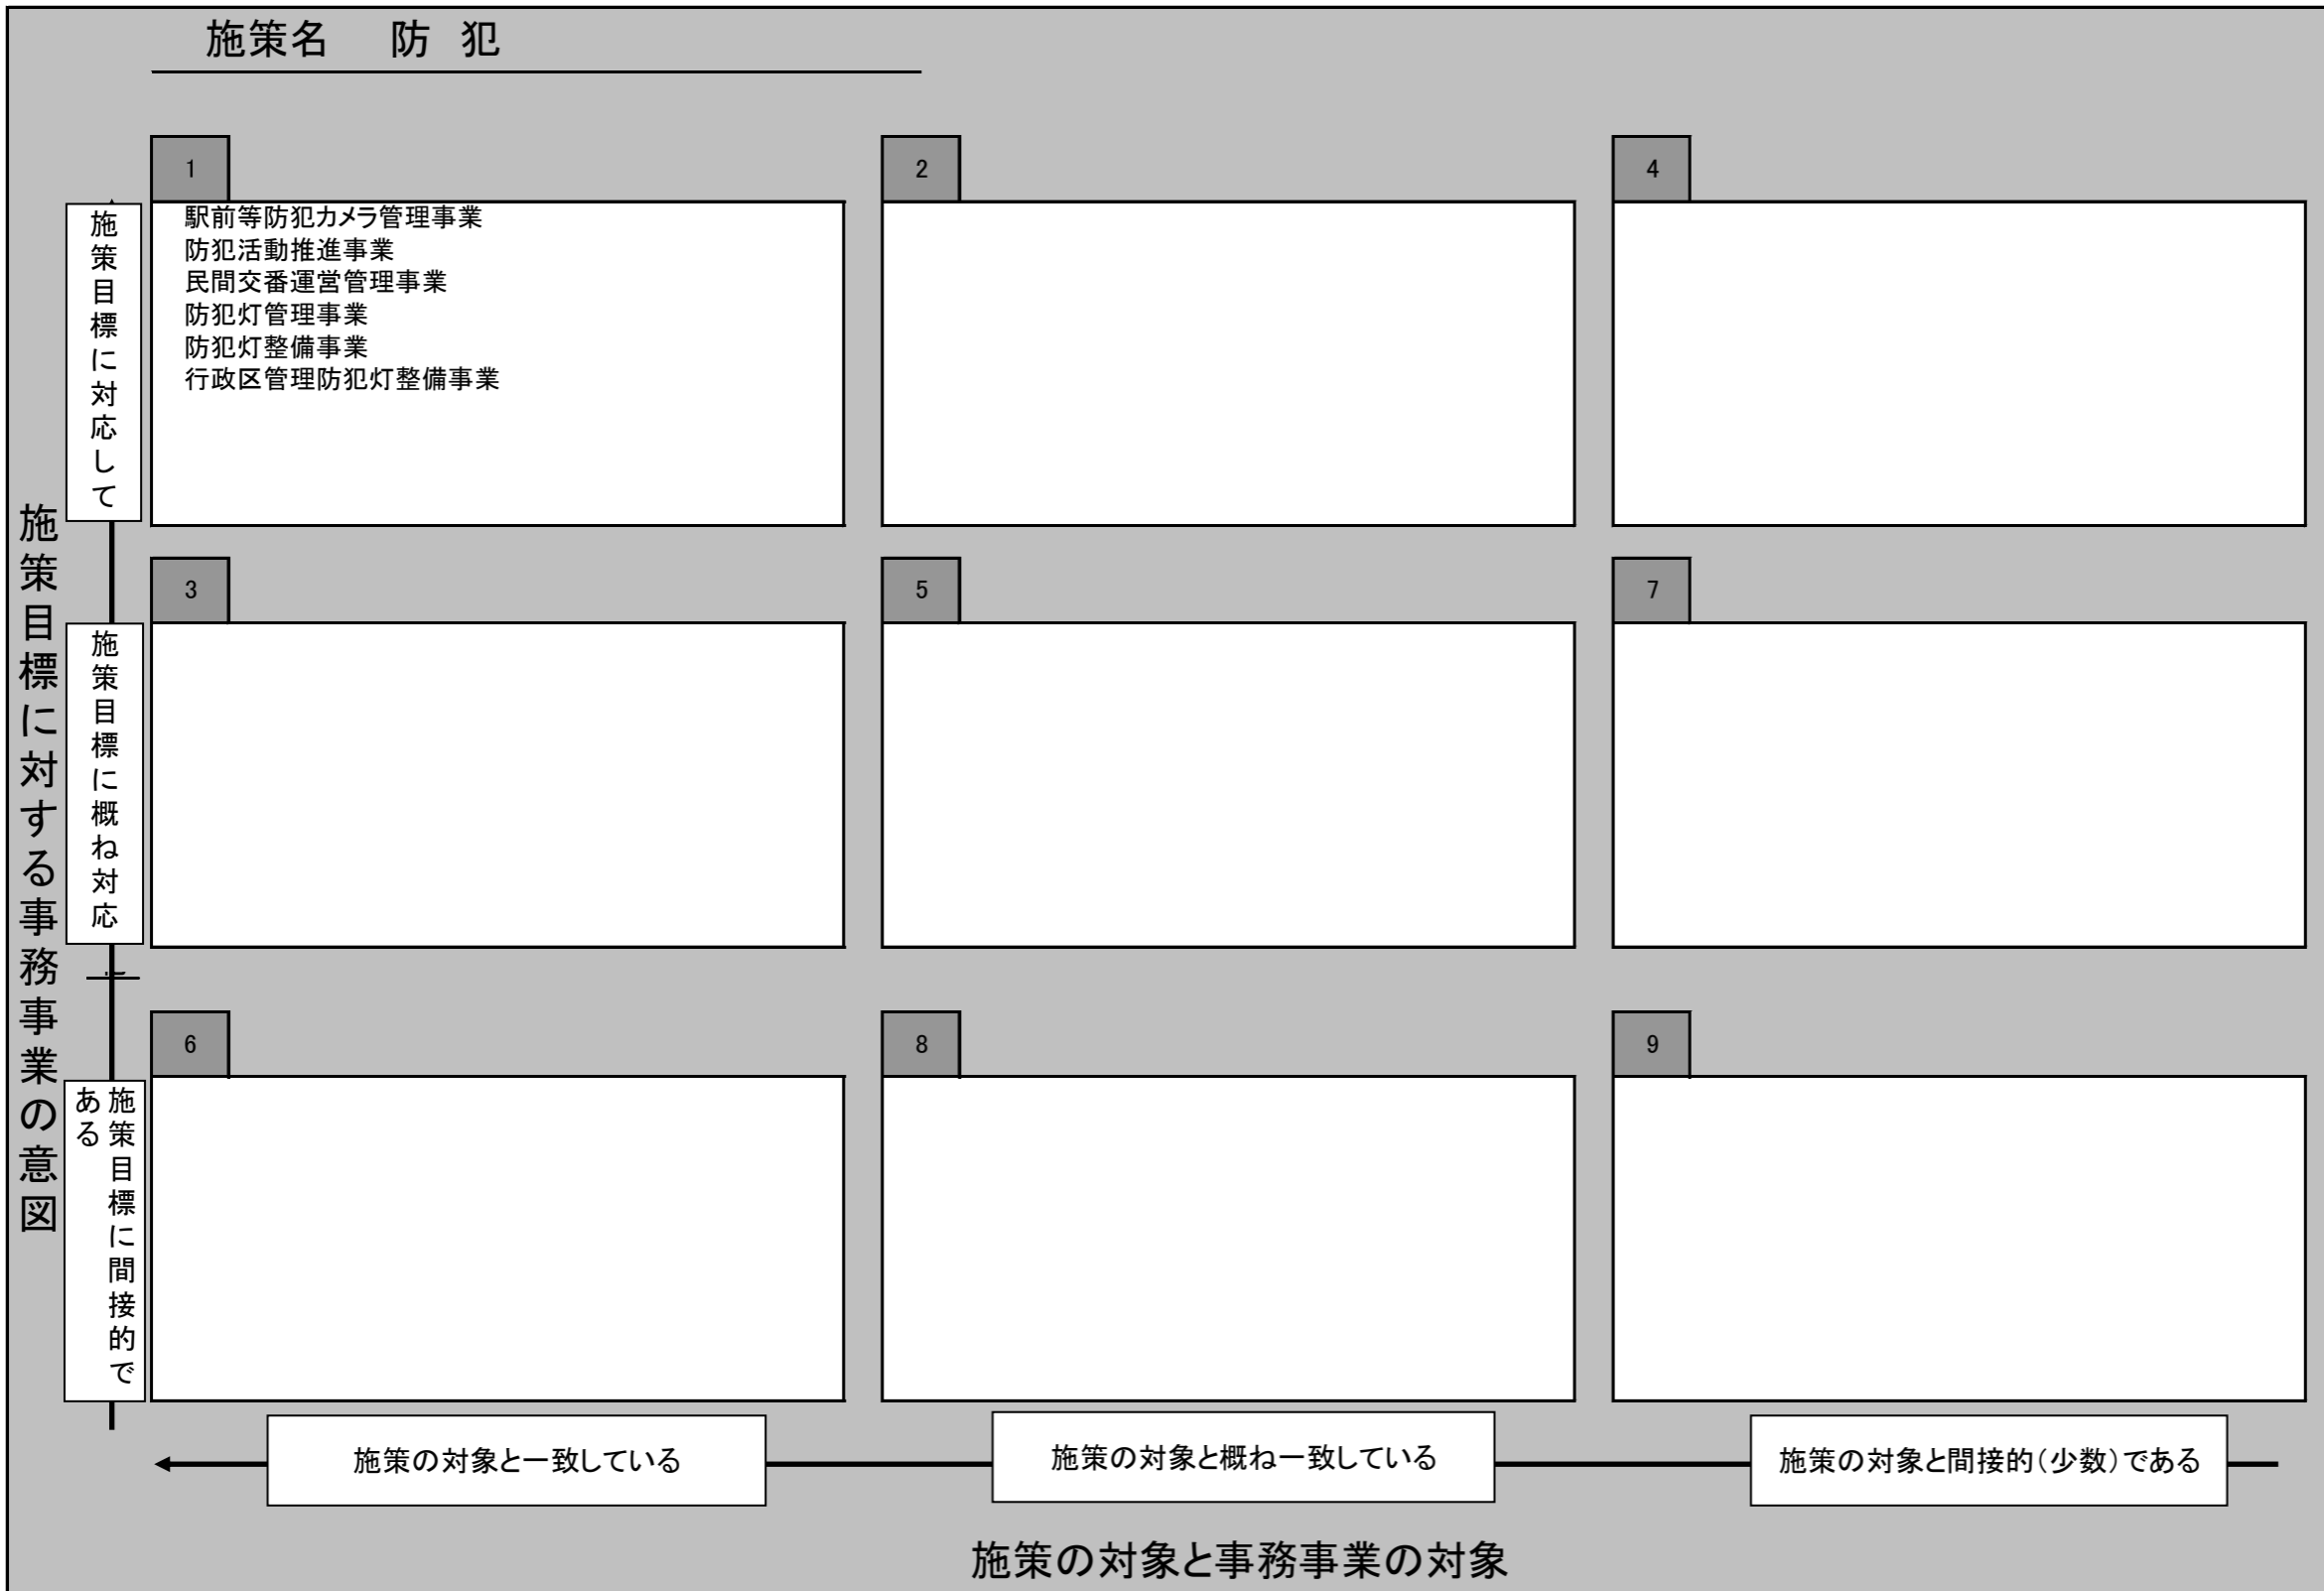 施策名　防 犯
1
2
4
駅前等防犯カメラ管理事業
防犯活動推進事業
民間交番運営管理事業
防犯灯管理事業
防犯灯整備事業
行政区管理防犯灯整備事業
施策目標に対応して
施策目標に対する事務事業の意図
3
5
7
施策目標に概ね対応
6
8
9
施策目標に間接的で
ある
施策の対象と一致している
施策の対象と概ね一致している
施策の対象と間接的(少数)である
施策の対象と事務事業の対象